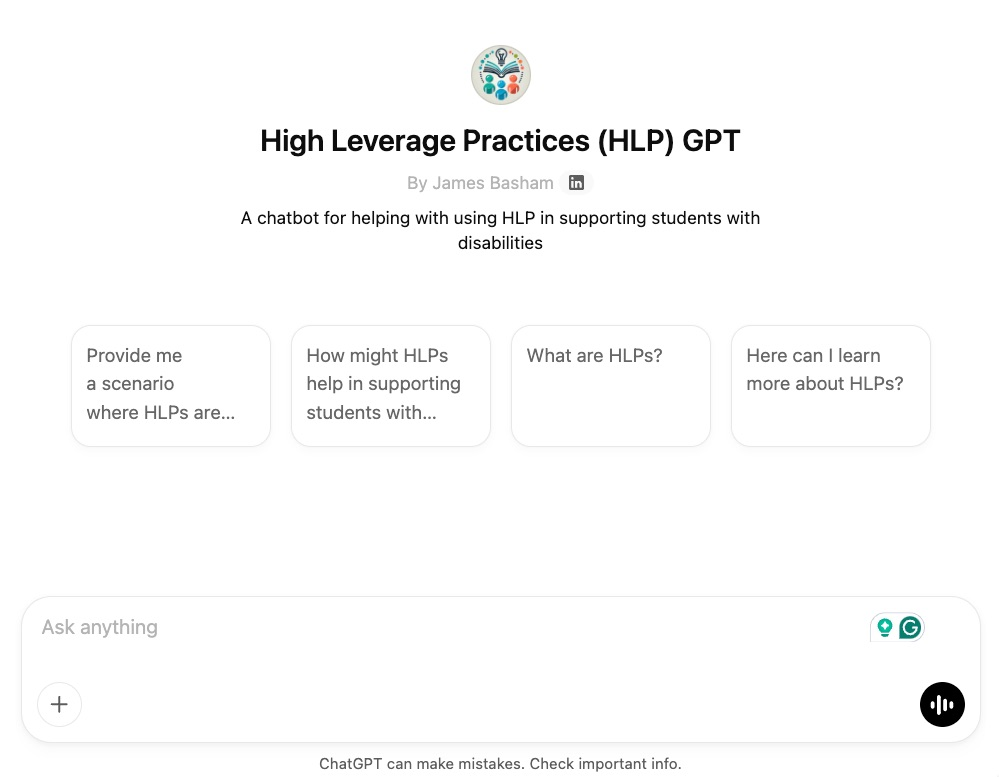 High Leverage Practices (HLP) GPT
By James Basham in
A chatbot for helping with using HLP in supporting students with
disabilities
Provide me
a scenario
where HLPs are...
How might HLPs
help in supporting
students with...
What are HLPs?
Here can I learn
more about HLPs?
Ask anything
ChatGPT can make mistakes. Check important info.